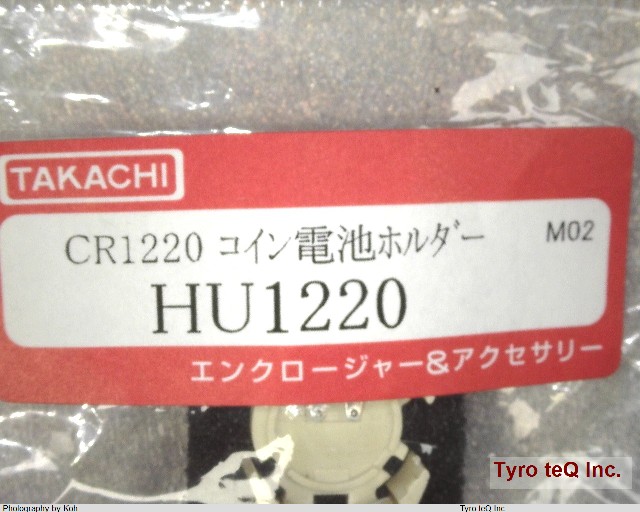 TAKACHI
CR1220 コイン電池ホルダー M02
HU1220
エンクロージャー&アクセサリー
Tyro teQ Inc.
Photography by Koh Tyro teQ Inc